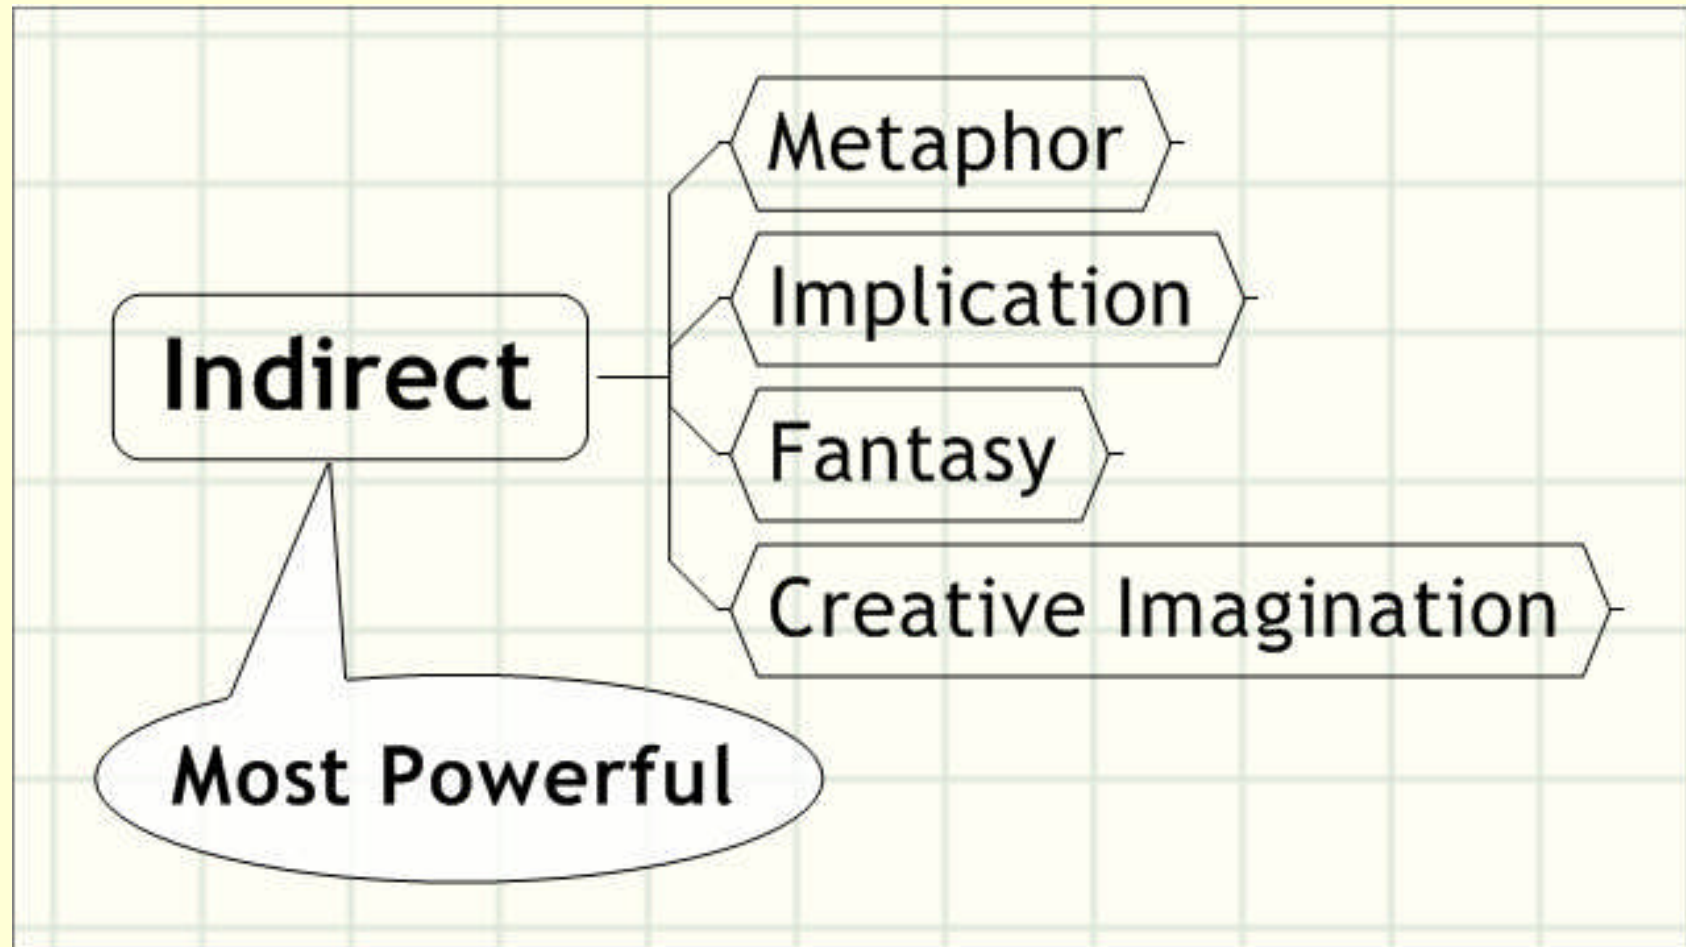 Metaphor
Implication
Indirect
Fantasy
Creative Imagination
Most Powerful